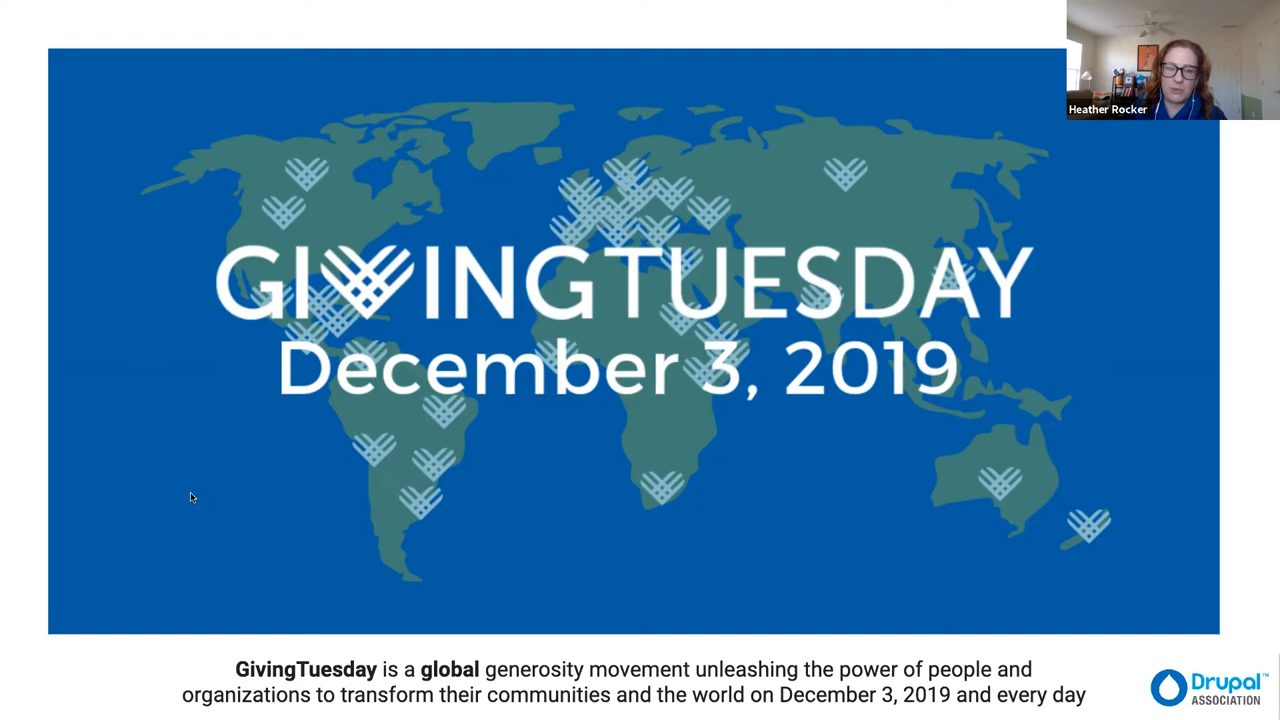 Heather Rocker
GIVINGTUESDAY
December 3, 2019
GivingTuesday is a global generosity movement unleashing the power of people and
organizations to transform their communities and the world on December 3, 2019 and every day
Drupal™
ASSOCIATION